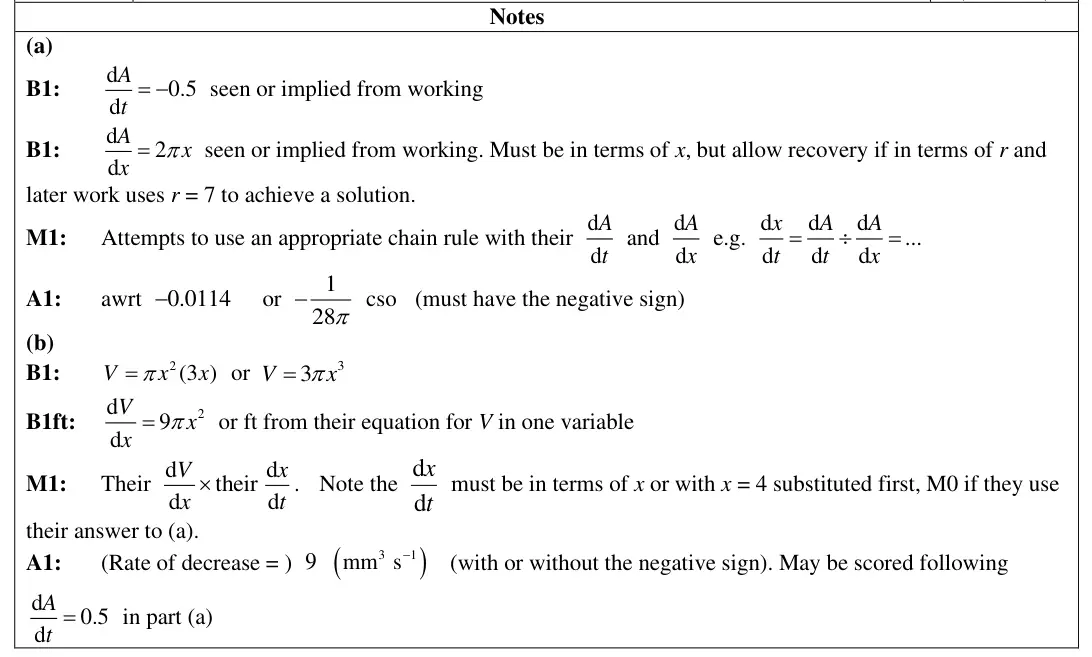 Notes
(a)
B1: dA/dt = −0.5 seen or implied from working
B1: dA/dx = 2πx seen or implied from working. Must be in terms of x, but allow recovery if in terms of r and
later work uses r = 7 to achieve a solution.
M1: Attempts to use an appropriate chain rule with their dA/dt and dA/dx e.g. dx/dt = dA/dt ÷ dA/dx = ...
A1: awrt −0.0114 or −1/(28π) cso (must have the negative sign)
(b)
B1: V = πx²(3x) or V = 3πx³
B1ft: dV/dx = 9πx² or ft from their equation for V in one variable
M1: Their dV/dx × their dx/dt. Note the dx/dt must be in terms of x or with x = 4 substituted first, M0 if they use
their answer to (a).
A1: (Rate of decrease = ) 9 (mm³ s⁻¹) (with or without the negative sign). May be scored following
dA/dt = 0.5 in part (a)